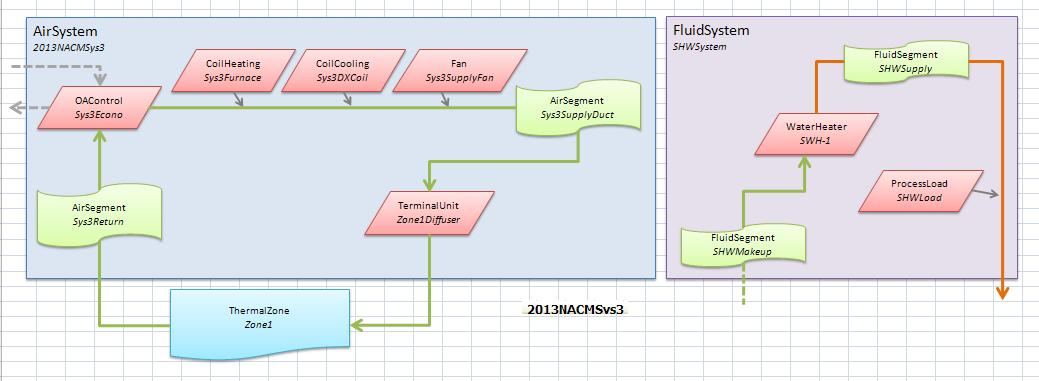 AirSystem
2013NACMSys3
CoilHeating
Sys3Furnace
CoilCooling
Sys3DXCoil
Fan
Sys3SupplyFan
OAControl
Sys3Econo
AirSegment
Sys3SupplyDuct
AirSegment
Sys3Return
TerminalUnit
Zone1Diffuser
ThermalZone
Zone1
2013NACMSys3
FluidSystem
SHWSystem
FluidSegment
SHWSupply
WaterHeater
SWH-1
ProcessLoad
SHWLoad
FluidSegment
SHWMakeup